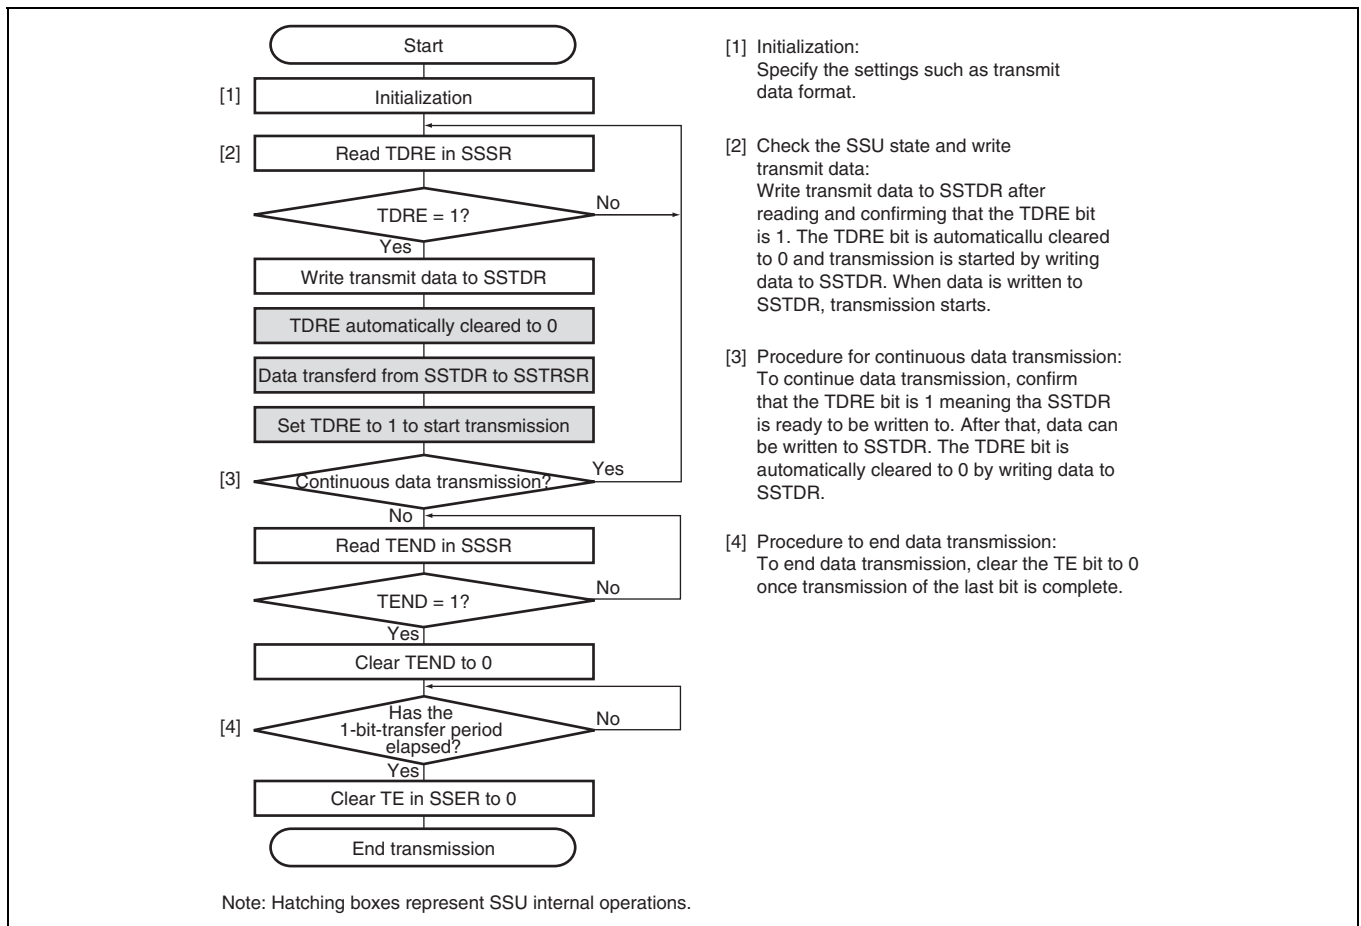 Start
[1] Initialization
[2] Read TDRE in SSSR
TDRE = 1?
No
Yes
Write transmit data to SSTDR
TDRE automatically cleared to 0
Data transferd from SSTDR to SSTRSR
Set TDRE to 1 to start transmission
[3] Continuous data transmission?
Yes
No
Read TEND in SSSR
TEND = 1?
No
Yes
Clear TEND to 0
[4] Has the
1-bit-transfer period
elapsed?
No
Yes
Clear TE in SSER to 0
End transmission
[1] Initialization:
Specify the settings such as transmit
data format.
[2] Check the SSU state and write
transmit data:
Write transmit data to SSTDR after
reading and confirming that the TDRE bit
is 1. The TDRE bit is automaticallu cleared
to 0 and transmission is started by writing
data to SSTDR. When data is written to
SSTDR, transmission starts.
[3] Procedure for continuous data transmission:
To continue data transmission, confirm
that the TDRE bit is 1 meaning tha SSTDR
is ready to be written to. After that, data can
be written to SSTDR. The TDRE bit is
automatically cleared to 0 by writing data to
SSTDR.
[4] Procedure to end data transmission:
To end data transmission, clear the TE bit to 0
once transmission of the last bit is complete.
Note: Hatching boxes represent SSU internal operations.